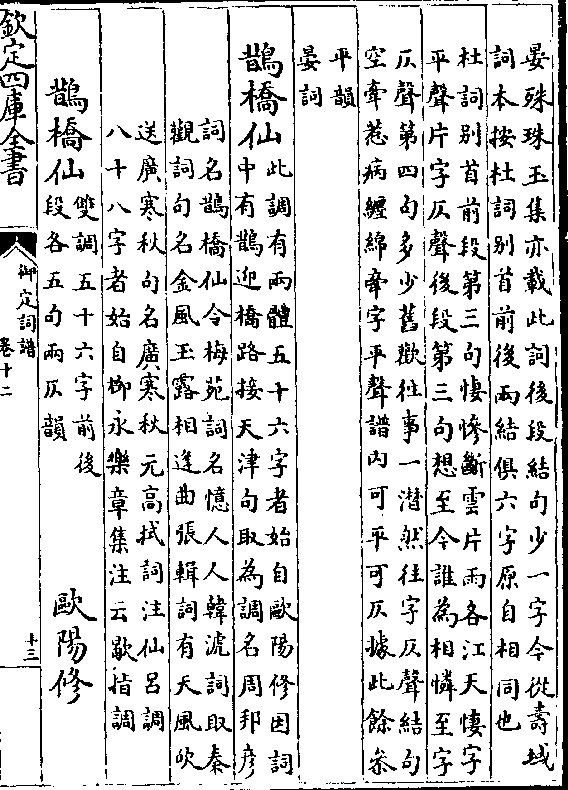 晏殊珠玉集亦載此詞後段結句少一字今從壽域
詞本按杜詞别首前後兩結俱六字原自相同也
杜詞别首前段第三句悽慘斷雲片雨各江天悽字
平聲片字仄聲後段第三句想至今誰為相憐至字
仄聲第四句多少舊歡往事一潸然往字仄聲結句
空牽惹病纏綿牽字平聲譜内可平可仄據此餘叅
平韻
晏詞
鵲橋仙
此調有兩體五十六字者始自歐陽修因詞
中有鵲迎橋路接天津句取為調名周邦彦
詞名鵲橋仙令梅苑詞名憶人人韓淲詞取秦
觀詞句名金風玉露相逢曲張輯詞有天風吹
送廣寒秋句名廣寒秋元高拭詞注仙吕調
八十八字者始自柳永樂章集注云歇指調
鵲橋仙
雙調五十六字前後
段各五句兩仄韻
歐陽修
欽定四庫全書
御定詞譜
卷十二
十三